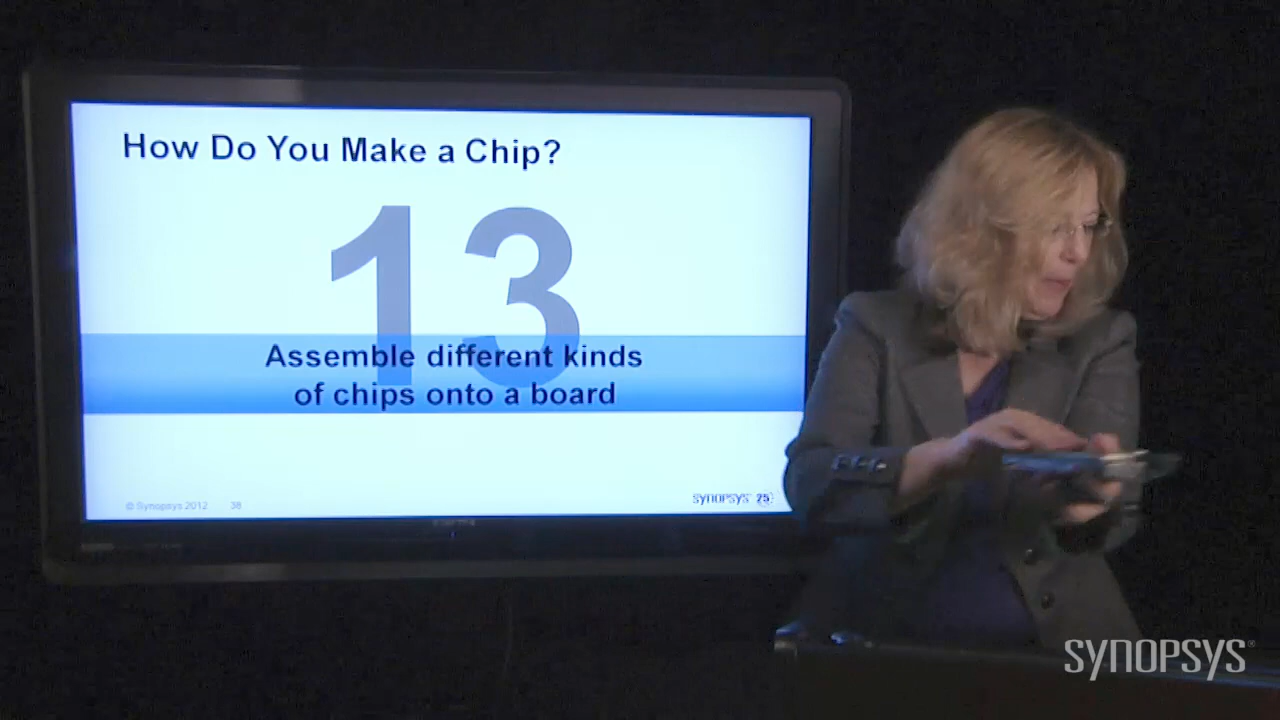 How Do You Make a Chip?
13
Assemble different kinds
of chips onto a board
© Synopsys 2012 38
SYNOPSYS 25
SYNOPSYS®